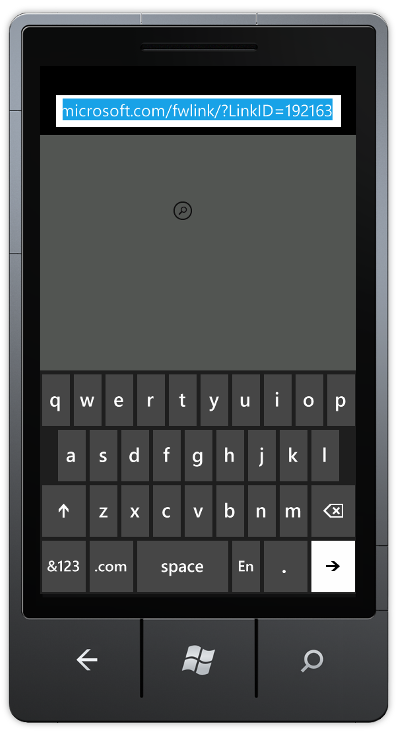 microsoft.com/fwlink/?LinkID=192163
q w e r t y u i o p
a s d f g h j k l
z x c v b n m
&123 .com space En .